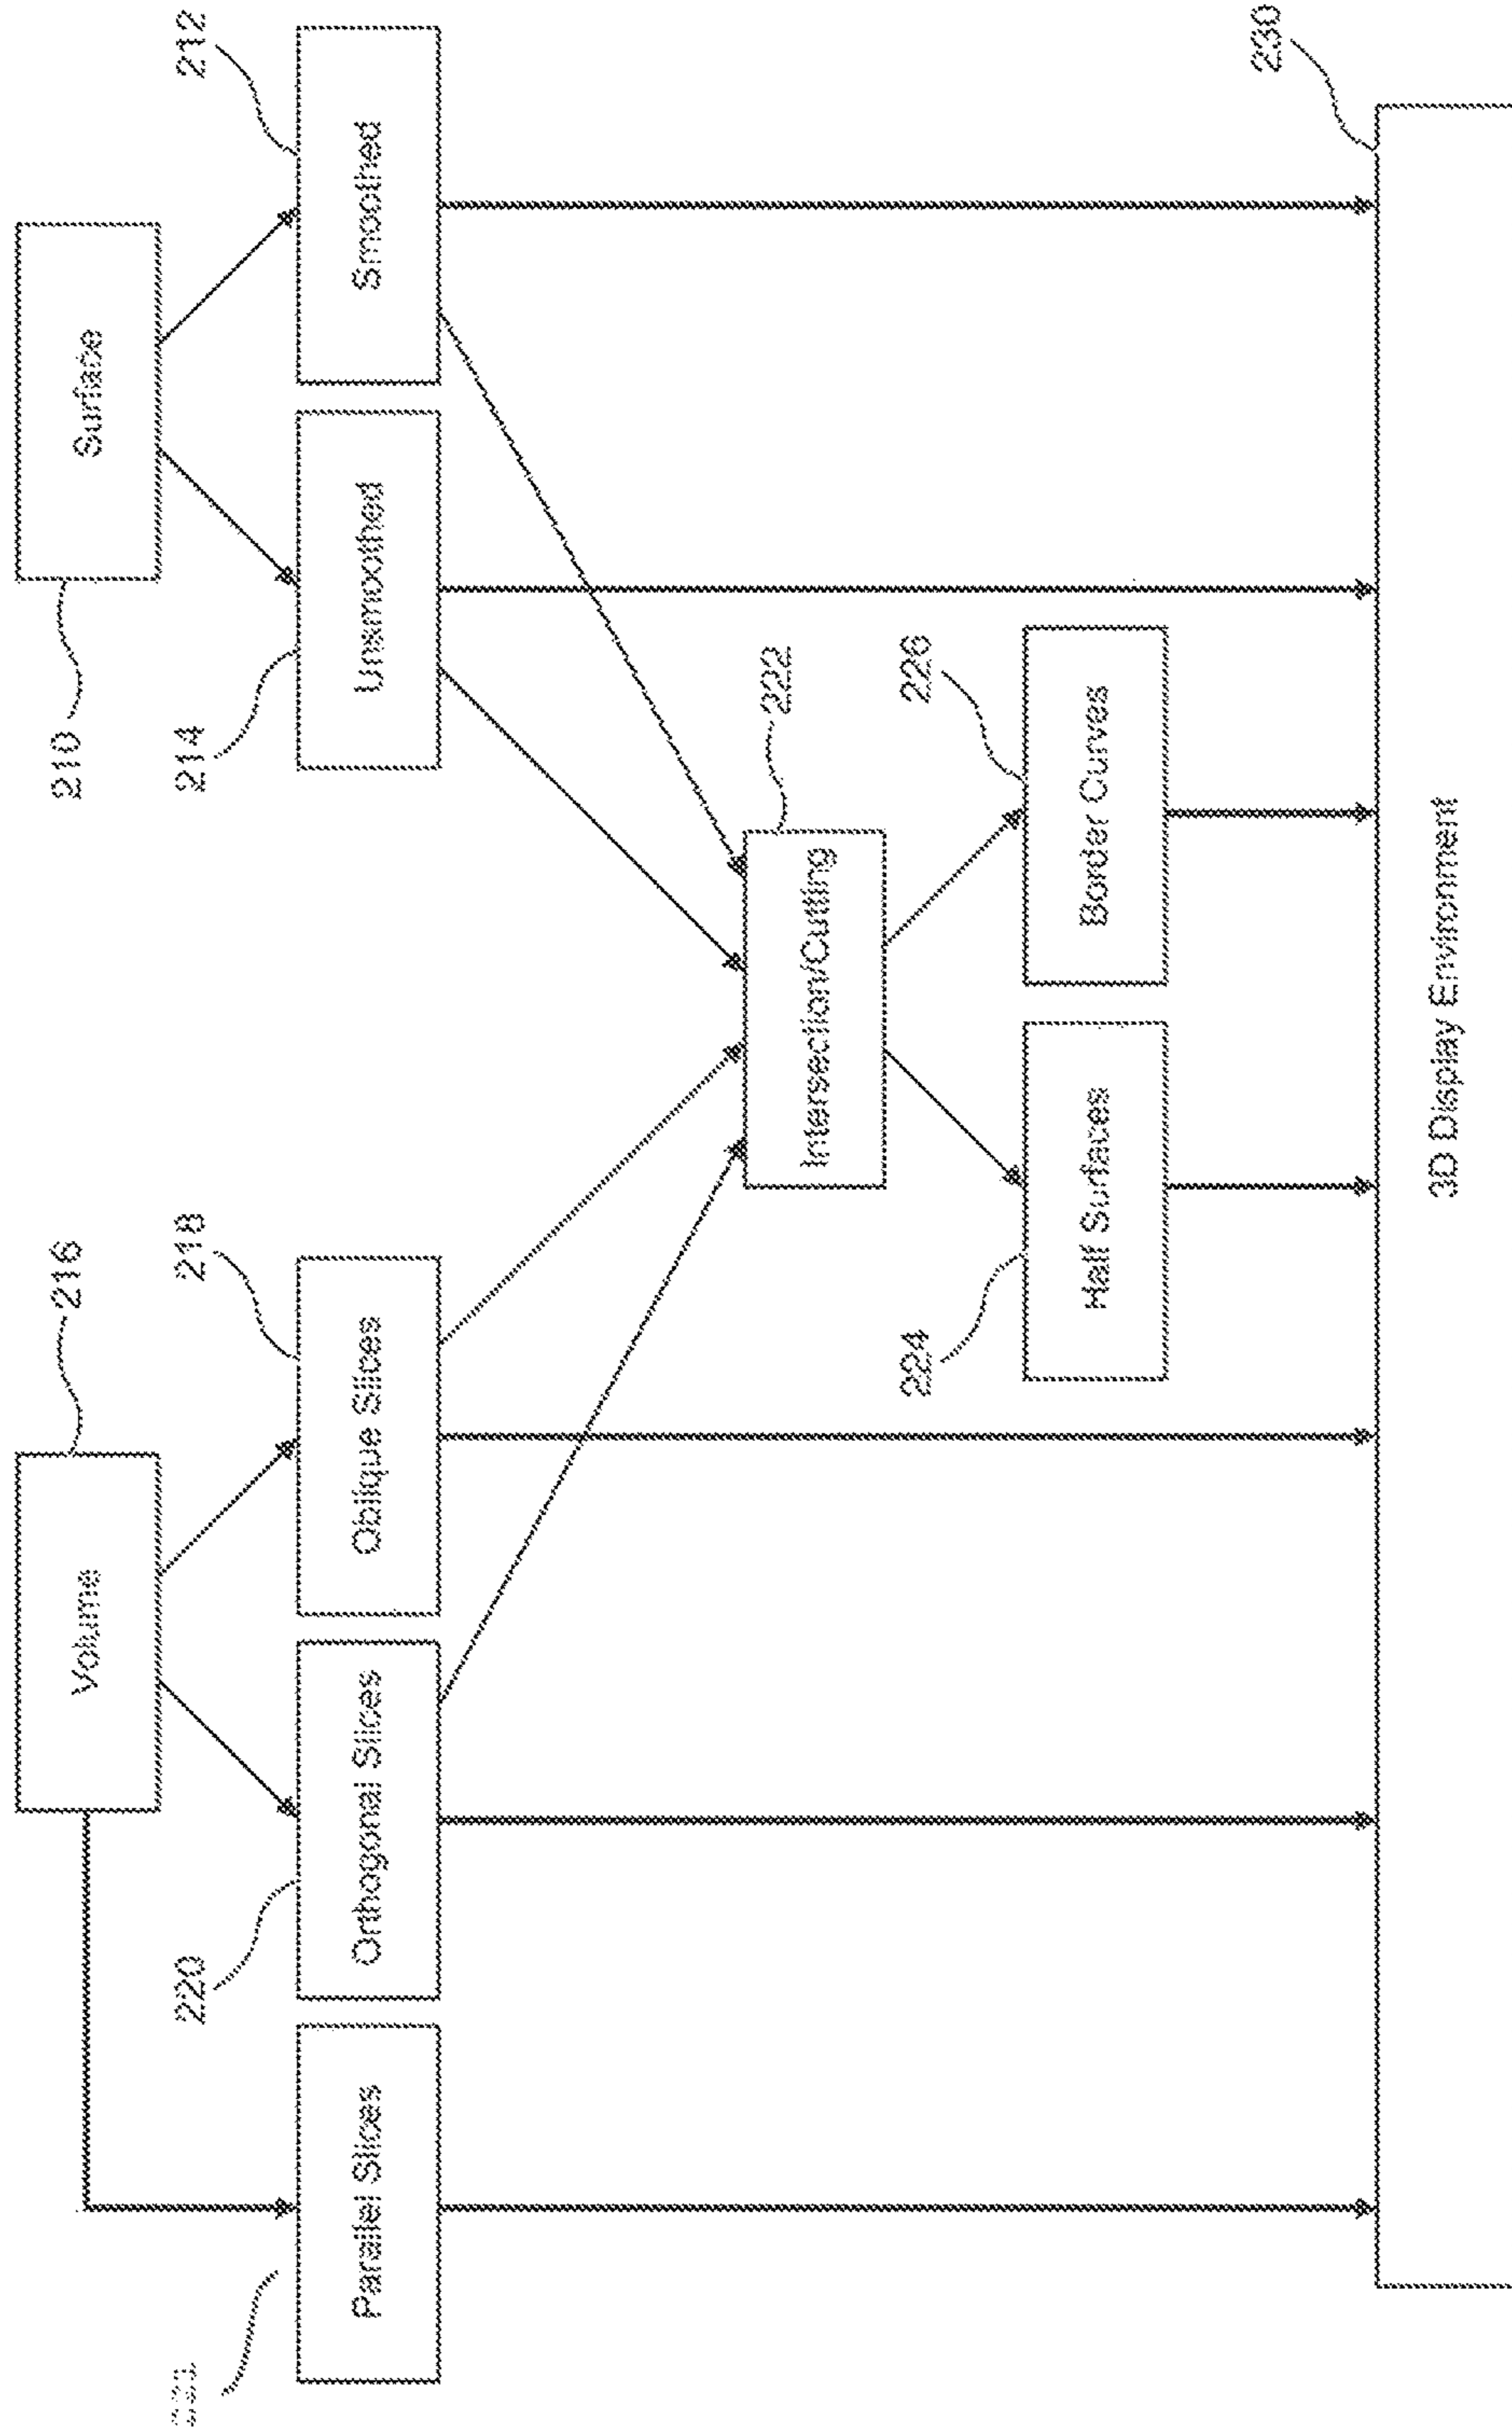 216
Volume
210
Surface
220
218
214
212
Parallel Slices
Orthogonal Slices
Oblique Slices
Unsmoothed
Smoothed
222
Intersection/Cutting
224
226
Half Surfaces
Border Curves
230
3D Display Environment